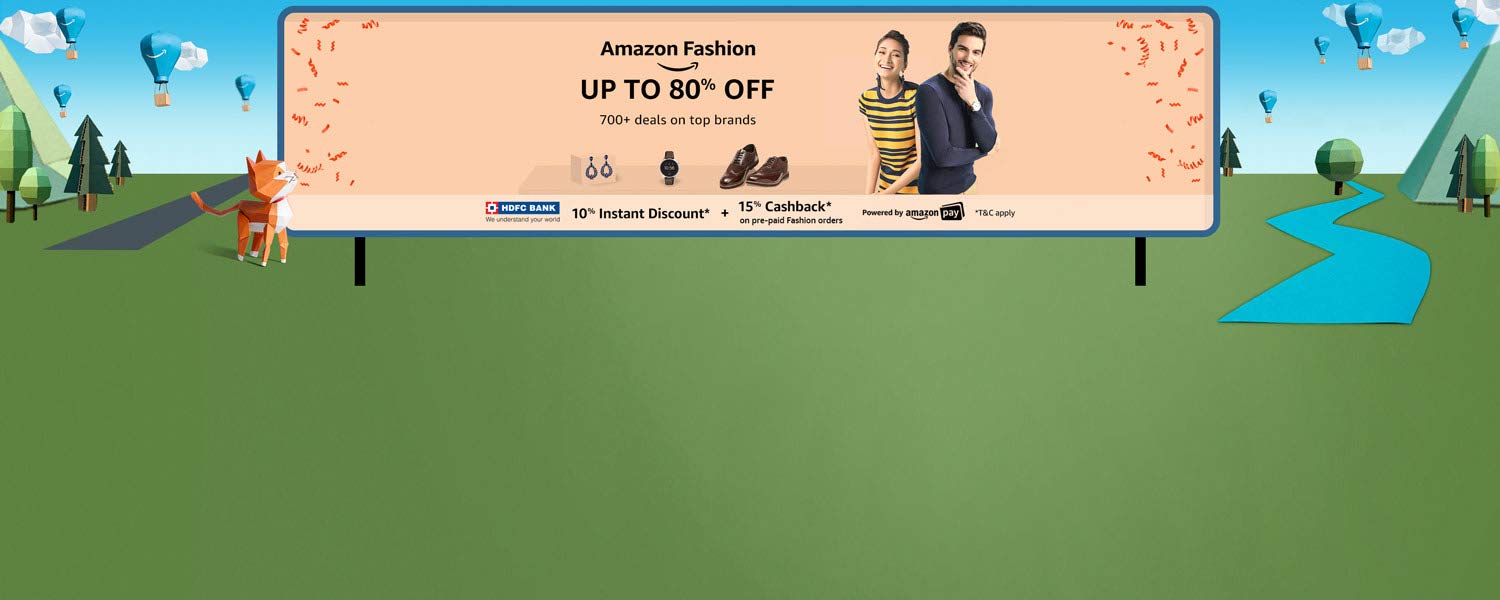 Amazon Fashion
UP TO 80% OFF
700+ deals on top brands
HDFC BANK
We understand your world
10% Instant Discount*
+
15% Cashback*
on pre-paid Fashion orders
Powered by amazon pay
*T&C apply